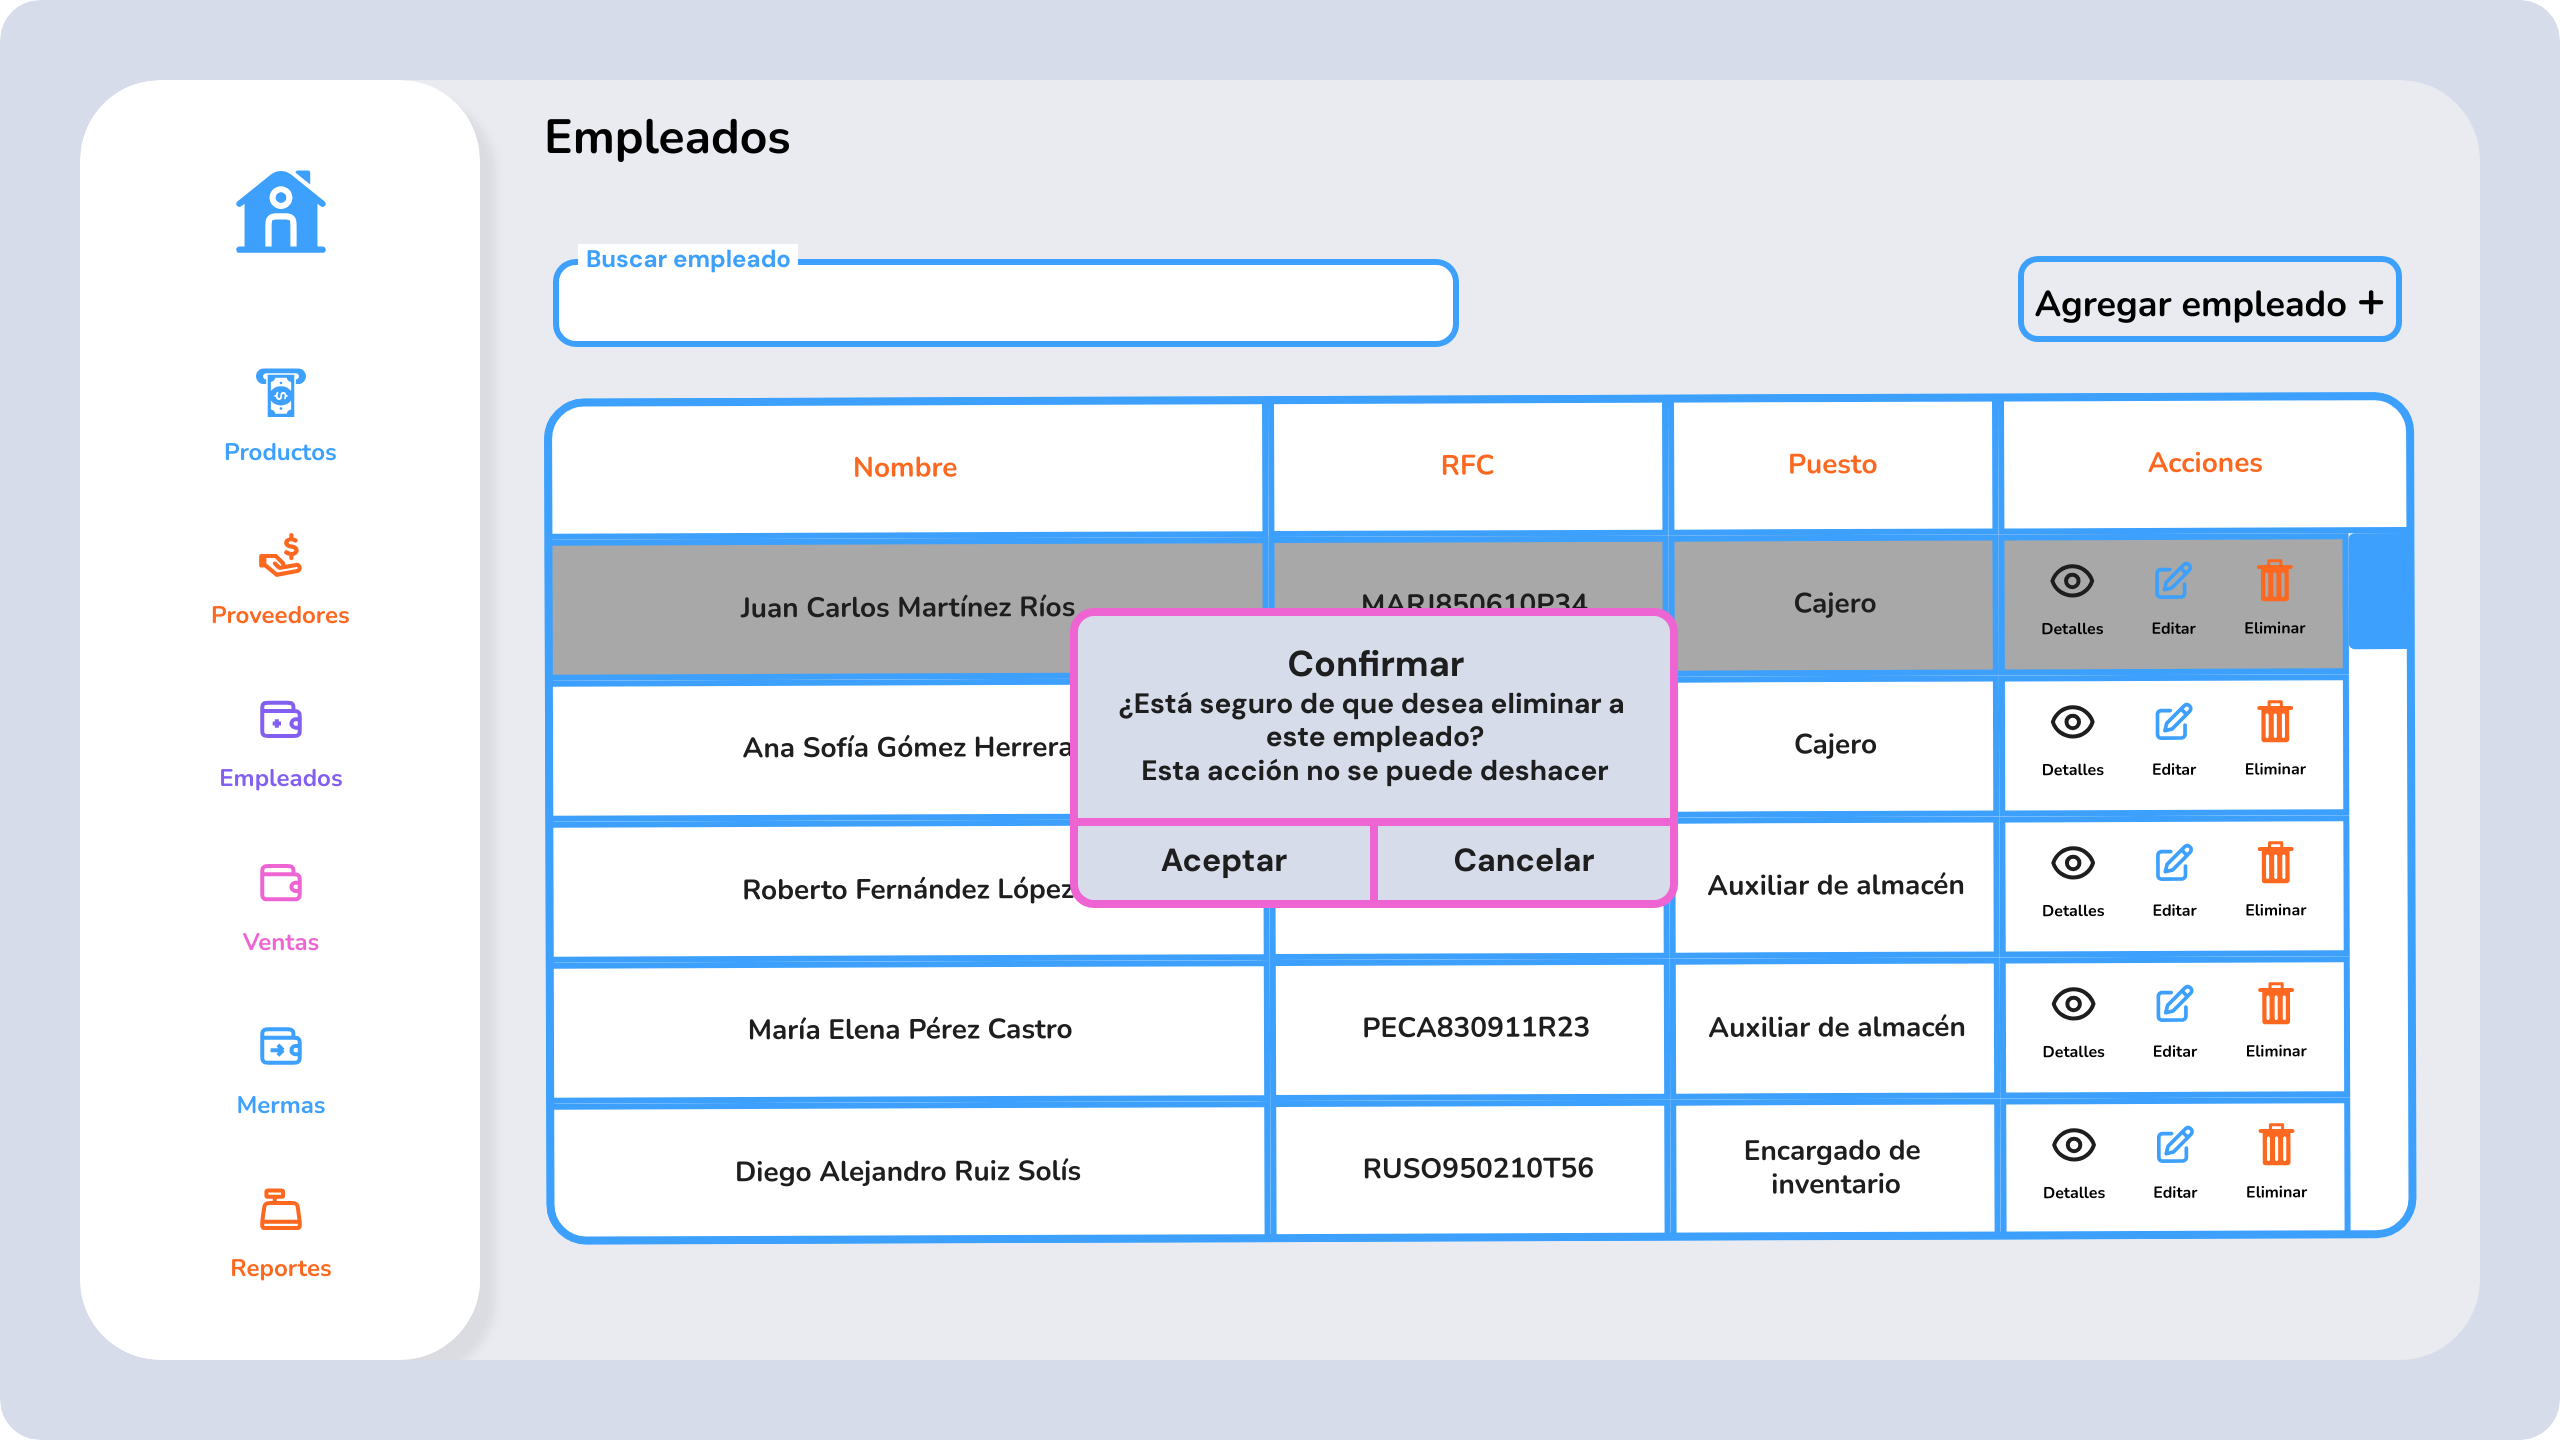 Empleados
Buscar empleado
Agregar empleado +
Productos
Proveedores
Empleados
Ventas
Mermas
Reportes
Nombre
RFC
Puesto
Acciones
Juan Carlos Martínez Ríos
MARJ850610P34
Cajero
Detalles
Editar
Eliminar
Ana Sofía Gómez Herrera
Cajero
Detalles
Editar
Eliminar
Roberto Fernández López
Auxiliar de almacén
Detalles
Editar
Eliminar
María Elena Pérez Castro
PECA830911R23
Auxiliar de almacén
Detalles
Editar
Eliminar
Diego Alejandro Ruiz Solís
RUSO950210T56
Encargado de
inventario
Detalles
Editar
Eliminar
Confirmar
¿Está seguro de que desea eliminar a
este empleado?
Esta acción no se puede deshacer
Aceptar
Cancelar